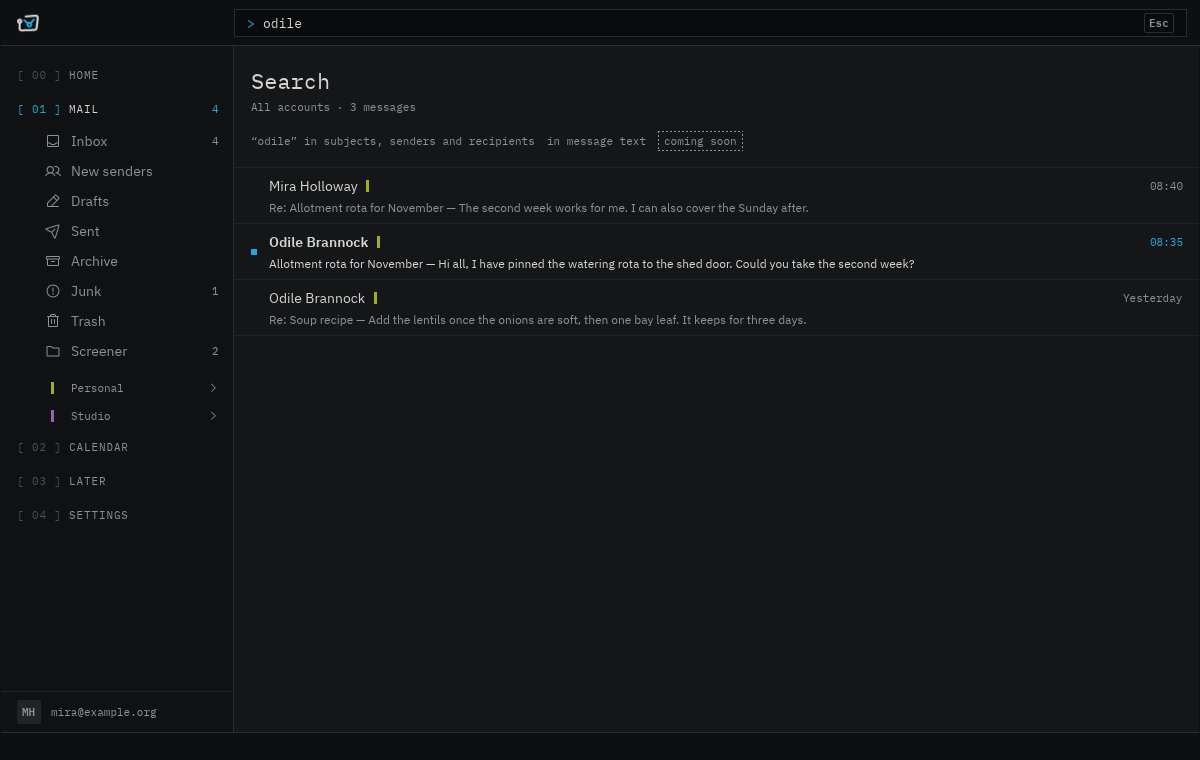 > odile Esc
[ 00 ] HOME
[ 01 ] MAIL 4
Inbox 4
New senders
Drafts
Sent
Archive
Junk 1
Trash
Screener 2
Personal
Studio
[ 02 ] CALENDAR
[ 03 ] LATER
[ 04 ] SETTINGS
MH mira@example.org
Search
All accounts · 3 messages
“odile” in subjects, senders and recipients in message text coming soon
Mira Holloway 08:40
Re: Allotment rota for November — The second week works for me. I can also cover the Sunday after.
Odile Brannock 08:35
Allotment rota for November — Hi all, I have pinned the watering rota to the shed door. Could you take the second week?
Odile Brannock Yesterday
Re: Soup recipe — Add the lentils once the onions are soft, then one bay leaf. It keeps for three days.